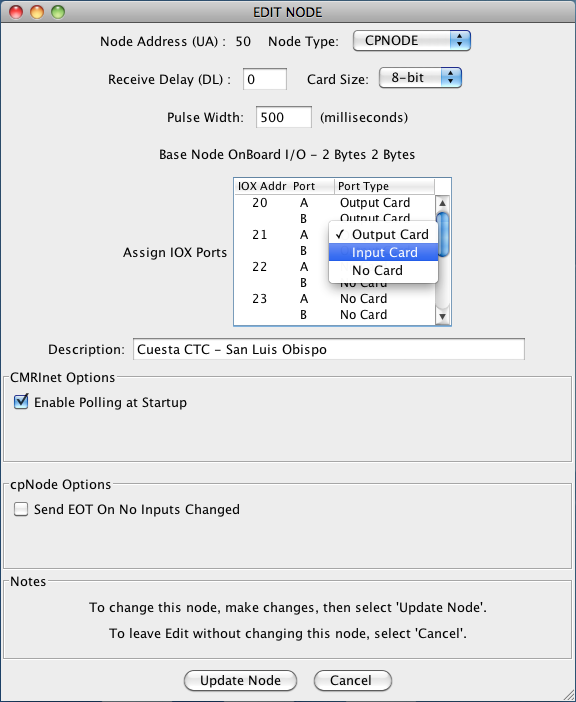 EDIT NODE
Node Address (UA) : 50 Node Type: CPNODE
Receive Delay (DL) : 0 Card Size: 8-bit
Pulse Width: 500 (milliseconds)
Base Node OnBoard I/O - 2 Bytes 2 Bytes
Assign IOX Ports
IOX Addr Port Port Type
20 A Output Card
B Output Card
21 A ✓ Output Card
B Input Card
22 A No Card
B No Card
23 A No Card
B No Card
Description: Cuesta CTC - San Luis Obispo
CMRInet Options
Enable Polling at Startup
cpNode Options
Send EOT On No Inputs Changed
Notes
To change this node, make changes, then select 'Update Node'.
To leave Edit without changing this node, select 'Cancel'.
Update Node Cancel